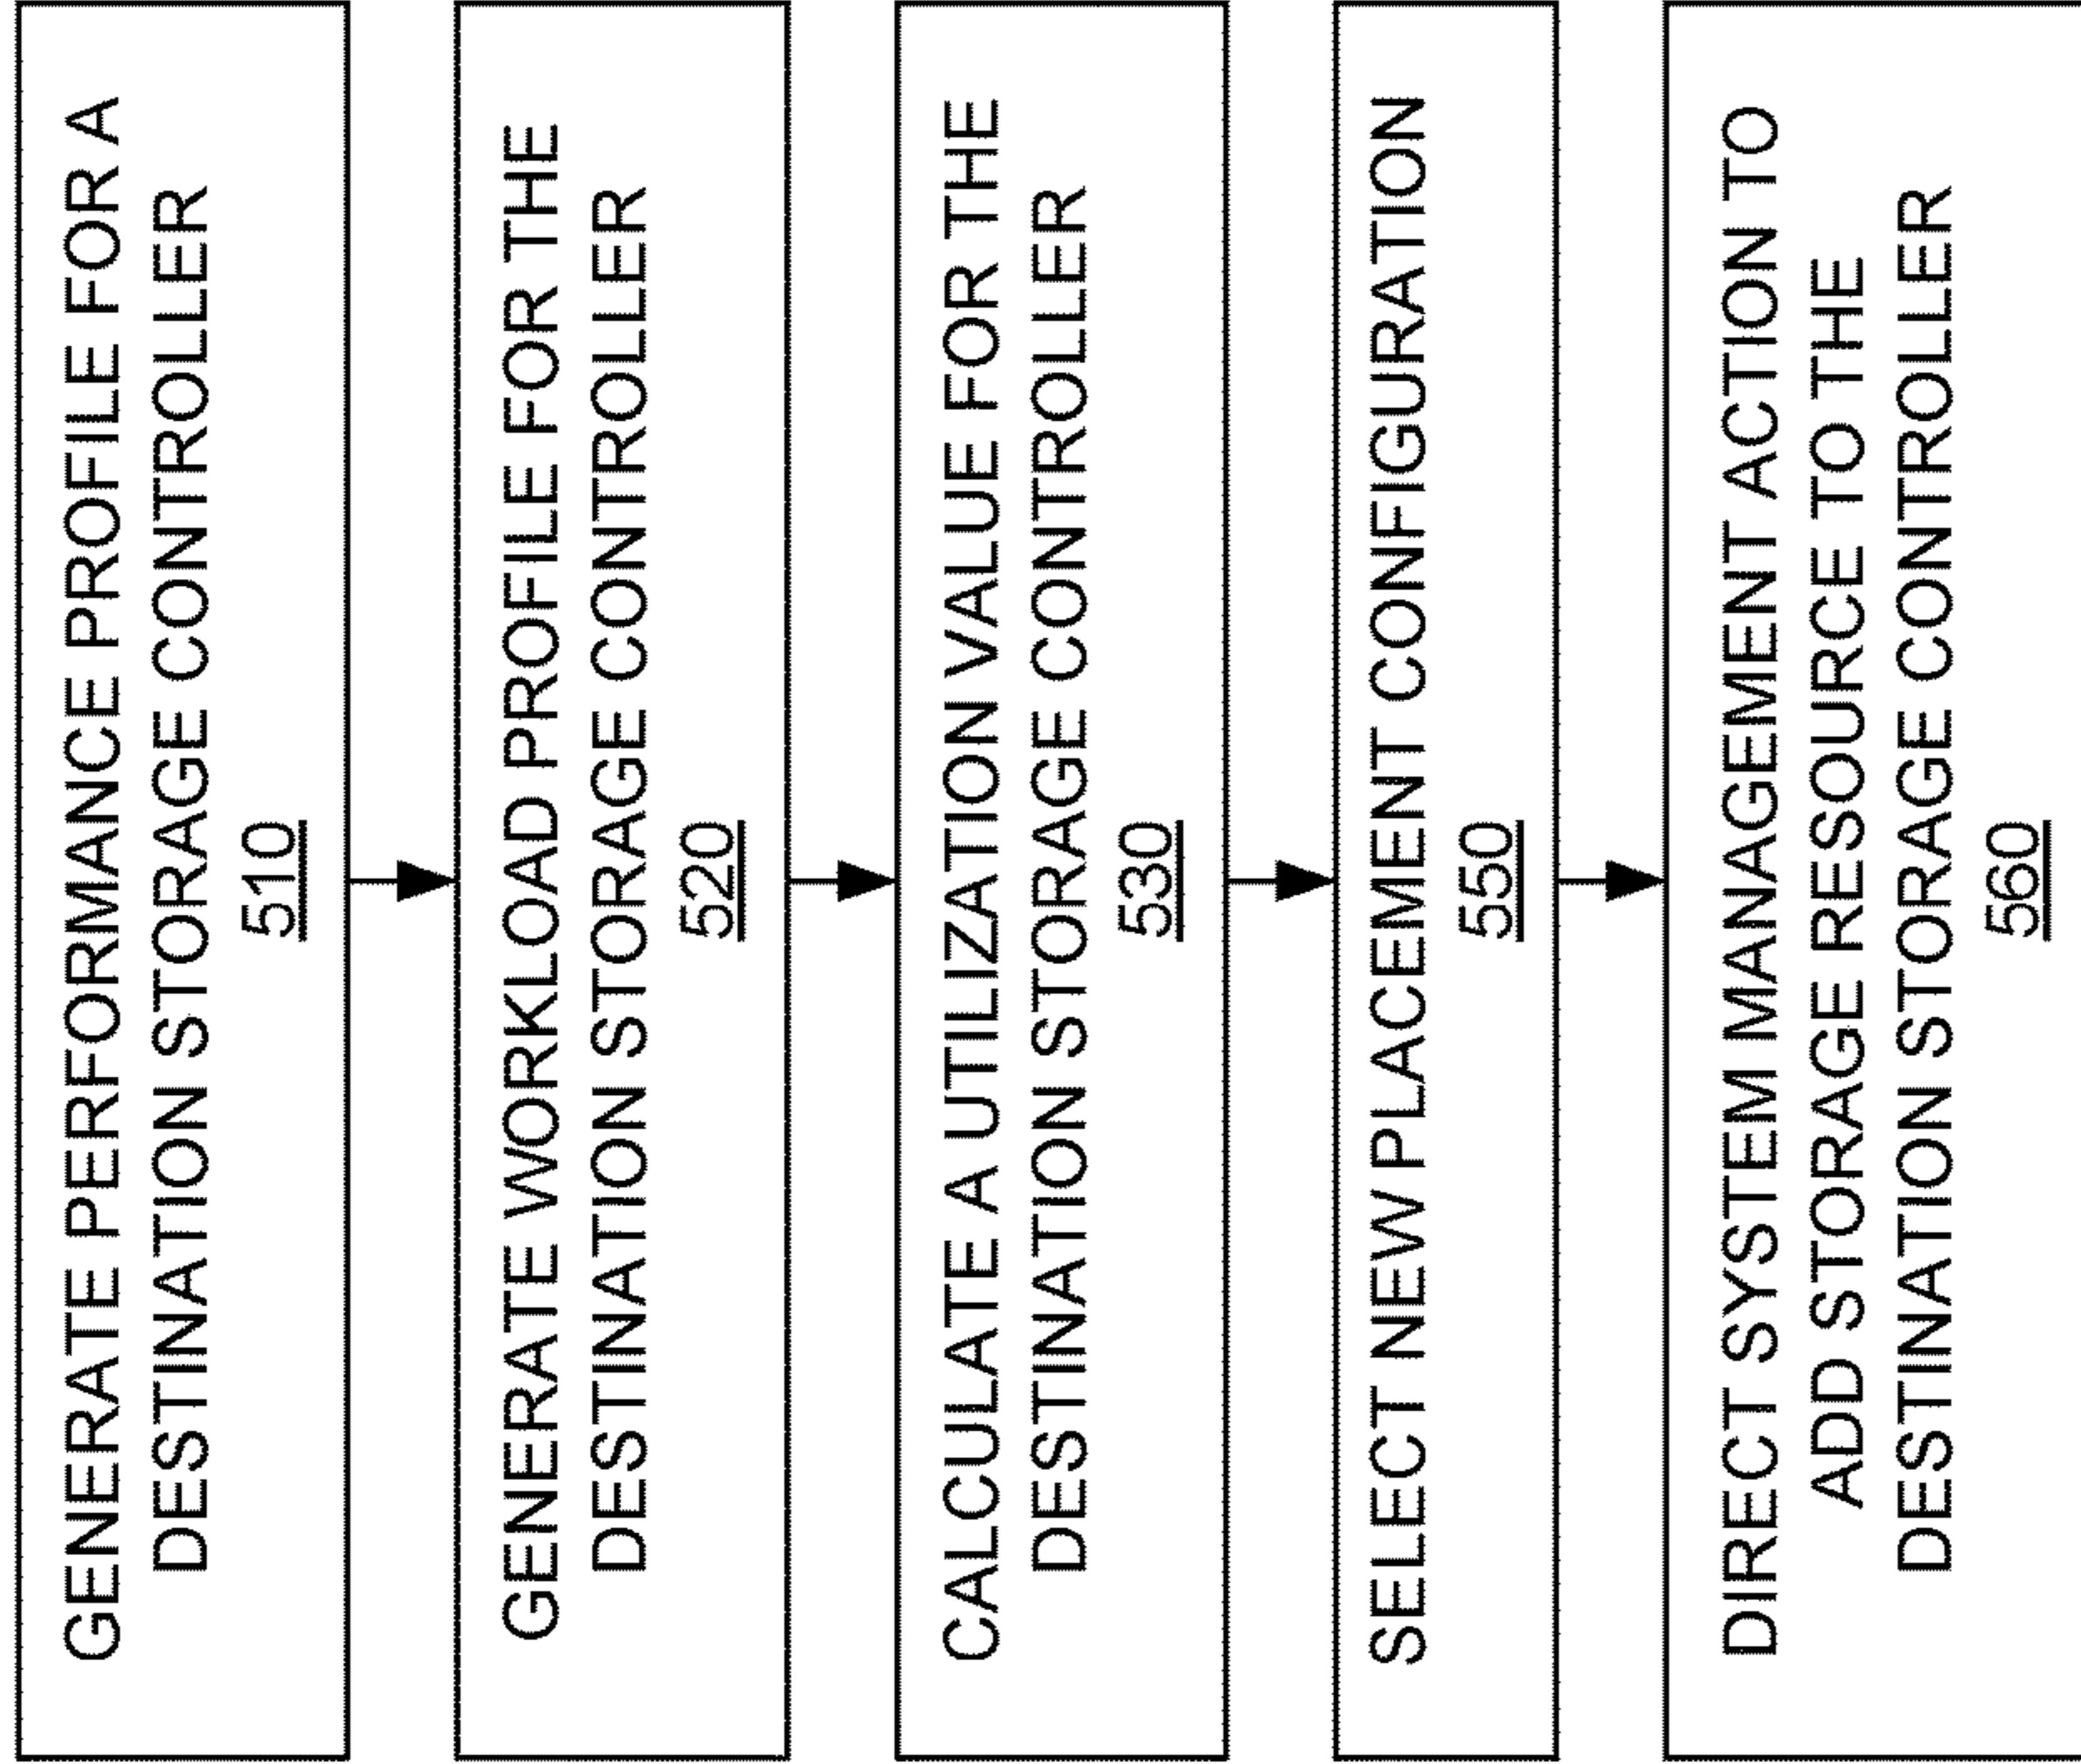 GENERATE PERFORMANCE PROFILE FOR A
DESTINATION STORAGE CONTROLLER
510
GENERATE WORKLOAD PROFILE FOR THE
DESTINATION STORAGE CONTROLLER
520
CALCULATE A UTILIZATION VALUE FOR THE
DESTINATION STORAGE CONTROLLER
530
SELECT NEW PLACEMENT CONFIGURATION
550
DIRECT SYSTEM MANAGEMENT ACTION TO
ADD STORAGE RESOURCE TO THE
DESTINATION STORAGE CONTROLLER
560